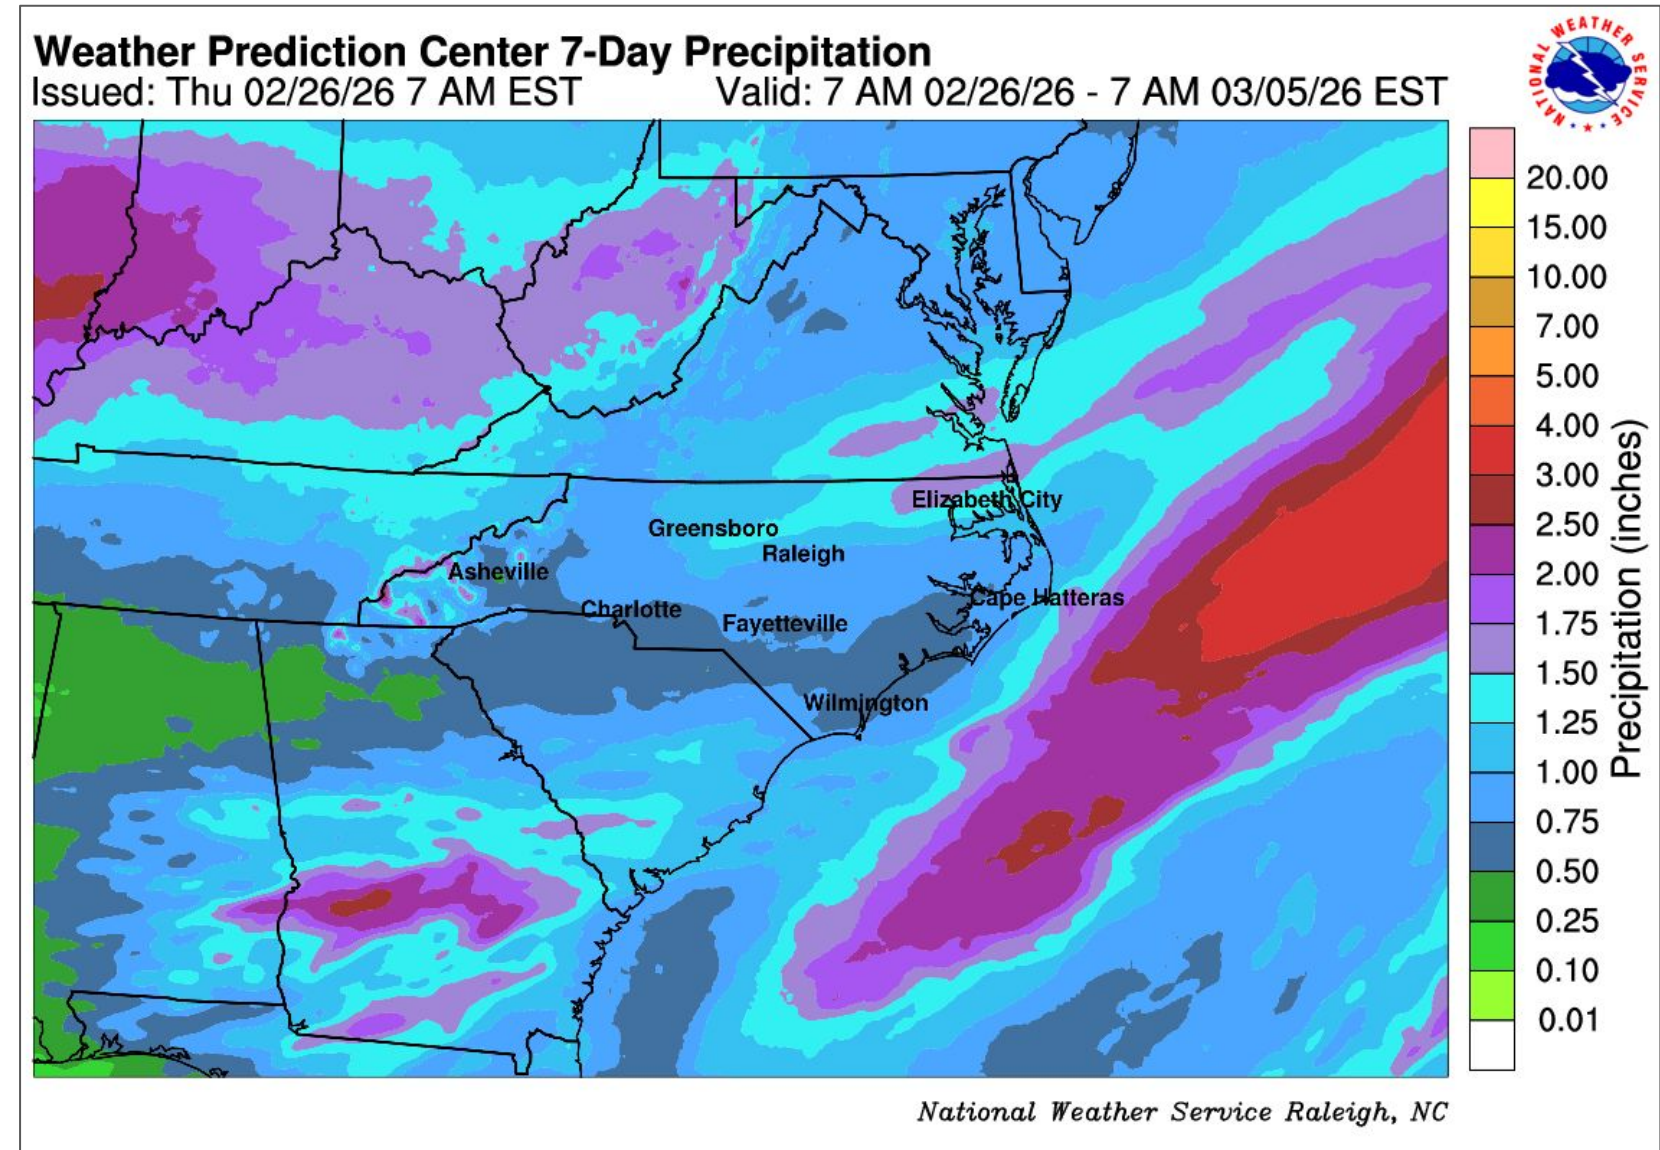 Weather Prediction Center 7-Day Precipitation
Issued: Thu 02/26/26 7 AM EST
Valid: 7 AM 02/26/26 - 7 AM 03/05/26 EST
NATIONAL WEATHER SERVICE
20.00
15.00
10.00
7.00
5.00
4.00
3.00
2.50
2.00
1.75
1.50
1.25
1.00
0.75
0.50
0.25
0.10
0.01
Precipitation (inches)
Elizabeth City
Greensboro
Raleigh
Asheville
Cape Hatteras
Charlotte
Fayetteville
Wilmington
National Weather Service Raleigh, NC